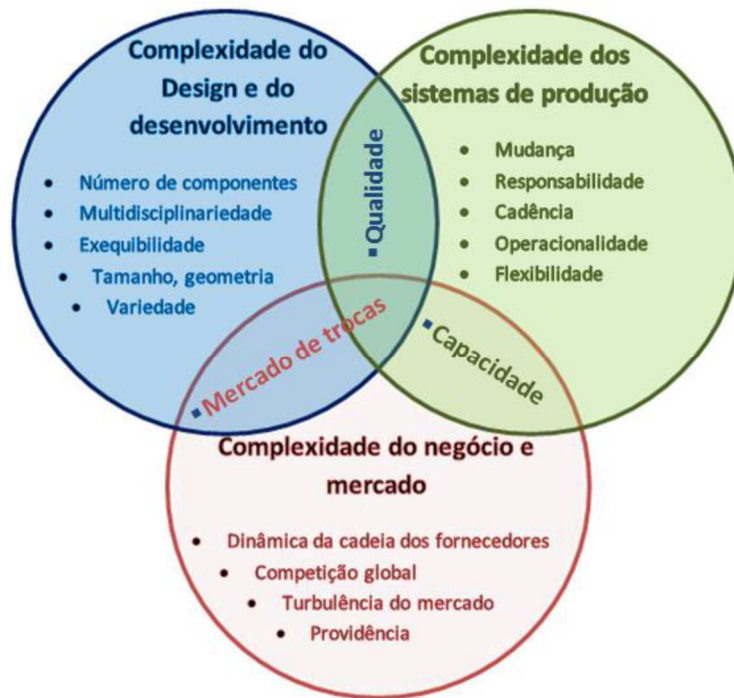 Complexidade do
Design e do
desenvolvimento
• Número de componentes
• Multidisciplinariedade
• Exequibilidade
• Tamanho, geometria
• Variedade
Complexidade dos
sistemas de produção
• Mudança
• Responsabilidade
• Cadência
• Operacionalidade
• Flexibilidade
▪ Qualidade
▪ Mercado de trocas
▪ Capacidade
Complexidade do negócio e
mercado
• Dinâmica da cadeia dos fornecedores
• Competição global
• Turbulência do mercado
• Providência